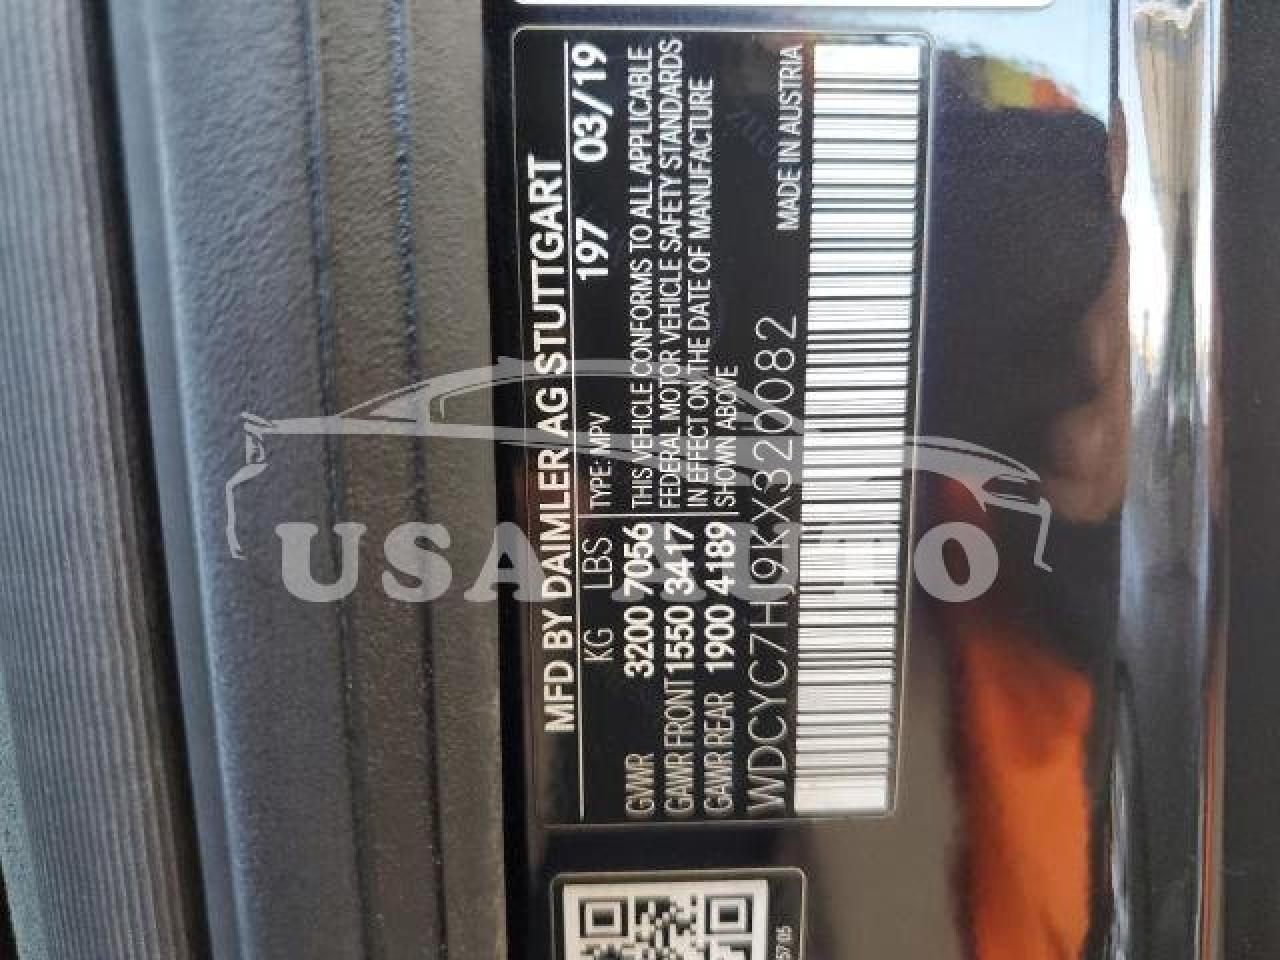 MFD BY DAIMLER AG STUTTGART
KG LBS TYPE: MPV 197 03/19
GVWR 3200 7056 THIS VEHICLE CONFORMS TO ALL APPLICABLE
GAWR FRONT 1550 3417 FEDERAL MOTOR VEHICLE SAFETY STANDARDS
GAWR REAR 1900 4189 IN EFFECT ON THE DATE OF MANUFACTURE
SHOWN ABOVE
WDCYC7HJ9KX320082 MADE IN AUSTRIA
USA AUTO